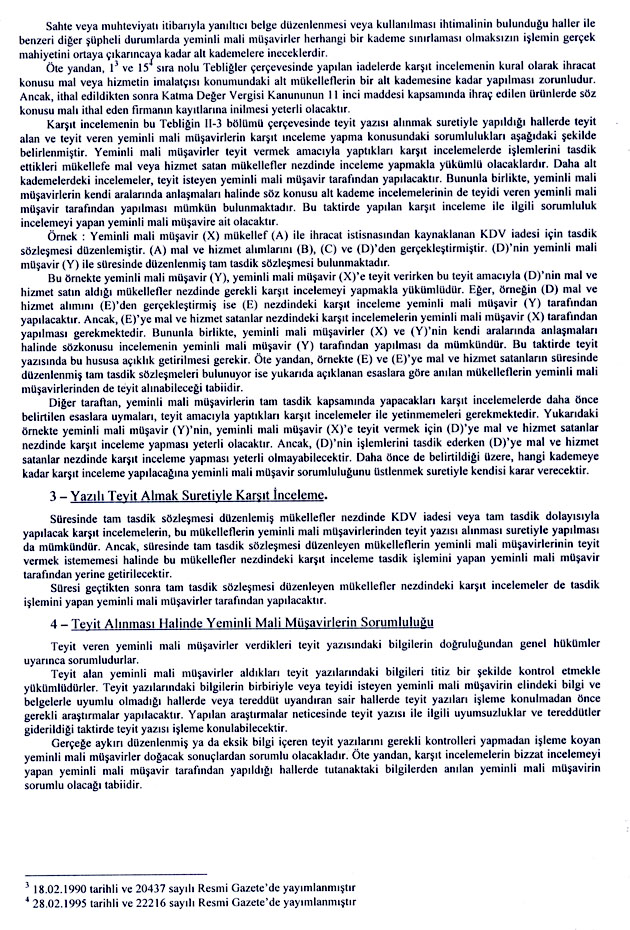 Sahte veya muhteviyatı itibarıyla yanıltıcı belge düzenlenmesi veya kullanılması ihtimalinin bulunduğu haller ile
benzeri diğer şüpheli durumlarda yeminli mali müşavirler herhangi bir kademe sınırlaması olmaksızın işlemin gerçek
mahiyetini ortaya çıkarıncaya kadar alt kademelere ineceklerdir.
Öte yandan, 1³ ve 15⁴ sıra nolu Tebliğler çerçevesinde yapılan iadelerde karşıt incelemenin kural olarak ihracat
konusu mal veya hizmetin imalatçısı konumundaki alt mükelleflerin bir alt kademesine kadar yapılması zorunludur.
Ancak, ithal edildikten sonra Katma Değer Vergisi Kanununun 11 inci maddesi kapsamında ihraç edilen ürünlerde söz
konusu malı ithal eden firmanın kayıtlarına inilmesi yeterli olacaktır.
Karşıt incelemenin bu Tebliğin II-3 bölümü çerçevesinde teyit yazısı alınmak suretiyle yapıldığı hallerde teyit
alan ve teyit veren yeminli mali müşavirlerin karşıt inceleme yapma konusundaki sorumlulukları aşağıdaki şekilde
belirlenmiştir. Yeminli mali müşavirler teyit vermek amacıyla yaptıkları karşıt incelemelerde işlemlerini tasdik
ettikleri mükellefe mal veya hizmet satan mükellefler nezdinde inceleme yapmakla yükümlü olacaklardır. Daha alt
kademelerdeki incelemeler, teyit isteyen yeminli mali müşavir tarafından yapılacaktır. Bununla birlikte, yeminli mali
müşavirlerin kendi aralarında anlaşmaları halinde söz konusu alt kademe incelemelerinin de teyidi veren yeminli mali
müşavir tarafından yapılması mümkün bulunmaktadır. Bu taktirde yapılan karşıt inceleme ile ilgili sorumluluk
incelemeyi yapan yeminli mali müşavire ait olacaktır.
Örnek : Yeminli mali müşavir (X) mükellef (A) ile ihracat istisnasından kaynaklanan KDV iadesi için tasdik
sözleşmesi düzenlemiştir. (A) mal ve hizmet alımlarını (B), (C) ve (D)'den gerçekleştirmiştir. (D)'nin yeminli mali
müşavir (Y) ile süresinde düzenlenmiş tam tasdik sözleşmesi bulunmaktadır.
Bu örnekte yeminli mali müşavir (Y), yeminli mali müşavir (X)'e teyit verirken bu teyit amacıyla (D)'nin mal ve
hizmet satın aldığı mükellefler nezdinde gerekli karşıt incelemeyi yapmakla yükümlüdür. Eğer, örneğin (D) mal ve
hizmet alımını (E)'den gerçekleştirmiş ise (E) nezdindeki karşıt inceleme yeminli mali müşavir (Y) tarafından
yapılacaktır. Ancak, (E)'ye mal ve hizmet satanlar nezdindeki karşıt incelemelerin yeminli mali müşavir (X) tarafından
yapılması gerekmektedir. Bununla birlikte, yeminli mali müşavirler (X) ve (Y)'nin kendi aralarında anlaşmaları
halinde sözkonusu incelemenin yeminli mali müşavir (Y) tarafından yapılması da mümkündür. Bu taktirde teyit
yazısında bu hususa açıklık getirilmesi gerekir. Öte yandan, örnekte (E) ve (E)'ye mal ve hizmet satanların süresinde
düzenlenmiş tam tasdik sözleşmeleri bulunuyor ise yukarıda açıklanan esaslara göre anılan mükelleflerin yeminli mali
müşavirlerinden de teyit alınabileceği tabiidir.
Diğer taraftan, yeminli mali müşavirlerin tam tasdik kapsamında yapacakları karşıt incelemelerde daha önce
belirtilen esaslara uymaları, teyit amacıyla yaptıkları karşıt incelemeler ile yetinmemeleri gerekmektedir. Yukarıdaki
örnekte yeminli mali müşavir (Y)'nin, yeminli mali müşavir (X)'e teyit vermek için (D)'ye mal ve hizmet satanlar
nezdinde karşıt inceleme yapması yeterli olacaktır. Ancak, (D)'nin işlemlerini tasdik ederken (D)'ye mal ve hizmet
satanlar nezdinde karşıt inceleme yapması yeterli olmayabilecektir. Daha önce de belirtildiği üzere, hangi kademeye
kadar karşıt inceleme yapılacağına yeminli mali müşavir sorumluluğunu üstlenmek suretiyle kendisi karar verecektir.
3 – Yazılı Teyit Almak Suretiyle Karşıt İnceleme.
Süresinde tam tasdik sözleşmesi düzenlemiş mükellefler nezdinde KDV iadesi veya tam tasdik dolayısıyla
yapılacak karşıt incelemelerin, bu mükelleflerin yeminli mali müşavirlerinden teyit yazısı alınması suretiyle yapılması
da mümkündür. Ancak, süresinde tam tasdik sözleşmesi düzenleyen mükelleflerin yeminli mali müşavirlerinin teyit
vermek istememesi halinde bu mükellefler nezdindeki karşıt inceleme tasdik işlemini yapan yeminli mali müşavir
tarafından yerine getirilecektir.
Süresi geçtikten sonra tam tasdik sözleşmesi düzenleyen mükellefler nezdindeki karşıt incelemeler de tasdik
işlemini yapan yeminli mali müşavirler tarafından yapılacaktır.
4 – Teyit Alınması Halinde Yeminli Mali Müşavirlerin Sorumluluğu
Teyit veren yeminli mali müşavirler verdikleri teyit yazısındaki bilgilerin doğruluğundan genel hükümler
uyarınca sorumludurlar.
Teyit alan yeminli mali müşavirler aldıkları teyit yazılarındaki bilgileri titiz bir şekilde kontrol etmekle
yükümlüdürler. Teyit yazılarındaki bilgilerin birbiriyle veya teyidi isteyen yeminli mali müşavirin elindeki bilgi ve
belgelerle uyumlu olmadığı hallerde veya tereddüt uyandıran sair hallerde teyit yazıları işleme konulmadan önce
gerekli araştırmalar yapılacaktır. Yapılan araştırmalar neticesinde teyit yazısı ile ilgili uyumsuzluklar ve tereddütler
giderildiği taktirde teyit yazısı işleme konulabilecektir.
Gerçeğe aykırı düzenlenmiş ya da eksik bilgi içeren teyit yazılarını gerekli kontrolleri yapmadan işleme koyan
yeminli mali müşavirler doğacak sonuçlardan sorumlu olacakladır. Öte yandan, karşıt incelemelerin bizzat incelemeyi
yapan yeminli mali müşavir tarafından yapıldığı hallerde tutanaktaki bilgilerden anılan yeminli mali müşavirin
sorumlu olacağı tabiidir.
³ 18.02.1990 tarihli ve 20437 sayılı Resmi Gazete'de yayımlanmıştır
⁴ 28.02.1995 tarihli ve 22216 sayılı Resmi Gazete'de yayımlanmıştır